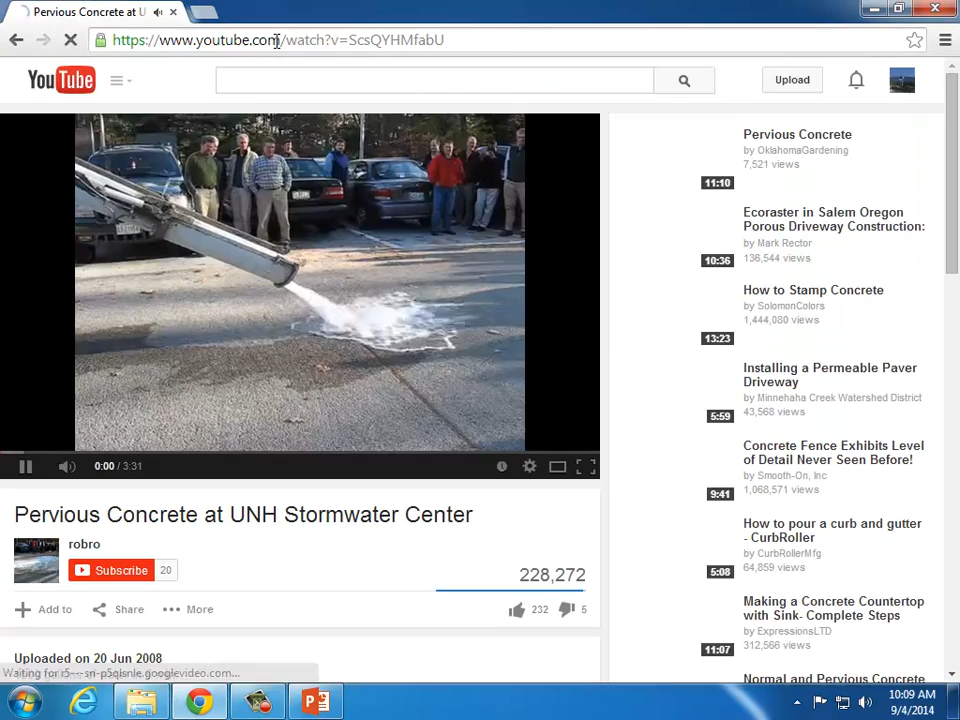 Pervious Concrete at U
https://www.youtube.com/watch?v=ScsQYHMfabU
YouTube
Upload
0:00 / 3:31
Pervious Concrete at UNH Stormwater Center
robro
Subscribe 20
228,272
Add to Share More 232 5
Uploaded on 20 Jun 2008
Waiting for r5---sn-p5qlsnle.googlevideo.com...
Pervious Concrete
by OklahomaGardening
7,521 views
11:10
Ecoraster in Salem Oregon
Porous Driveway Construction:
by Mark Rector
136,544 views
10:36
How to Stamp Concrete
by SolomonColors
1,444,080 views
13:23
Installing a Permeable Paver
Driveway
by Minnehaha Creek Watershed District
43,568 views
5:59
Concrete Fence Exhibits Level
of Detail Never Seen Before!
by Smooth-On, Inc
1,068,571 views
9:41
How to pour a curb and gutter
- CurbRoller
by CurbRollerMfg
64,859 views
5:08
Making a Concrete Countertop
with Sink- Complete Steps
by ExpressionsLTD
312,566 views
11:07
Normal and Pervious Concrete
10:09 AM
9/4/2014